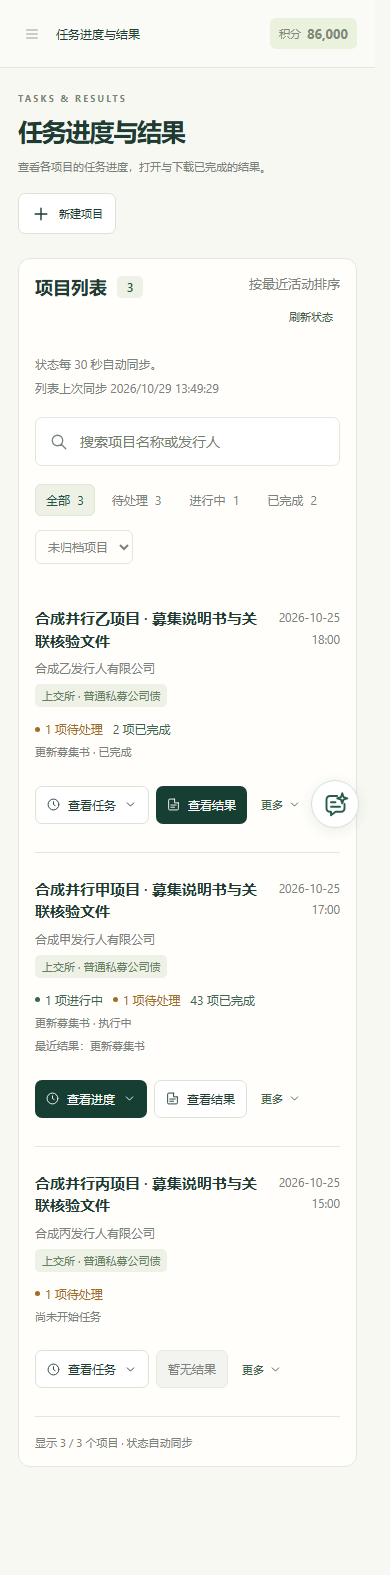 任务进度与结果
积分 86,000
TASKS & RESULTS
任务进度与结果
查看各项目的任务进度，打开与下载已完成的结果。
新建项目
项目列表 3
按最近活动排序
刷新状态
状态每 30 秒自动同步。
列表上次同步 2026/10/29 13:49:29
搜索项目名称或发行人
全部 3 待处理 3 进行中 1 已完成 2
未归档项目
合成并行乙项目 · 募集说明书与关
联核验文件
2026-10-25
18:00
合成乙发行人有限公司
上交所 · 普通私募公司债
1 项待处理 2 项已完成
更新募集书 · 已完成
查看任务 查看结果 更多
合成并行甲项目 · 募集说明书与关
联核验文件
2026-10-25
17:00
合成甲发行人有限公司
上交所 · 普通私募公司债
1 项进行中 1 项待处理 43 项已完成
更新募集书 · 执行中
最近结果：更新募集书
查看进度 查看结果 更多
合成并行丙项目 · 募集说明书与关
联核验文件
2026-10-25
15:00
合成丙发行人有限公司
上交所 · 普通私募公司债
1 项待处理
尚未开始任务
查看任务 暂无结果 更多
显示 3 / 3 个项目 · 状态自动同步